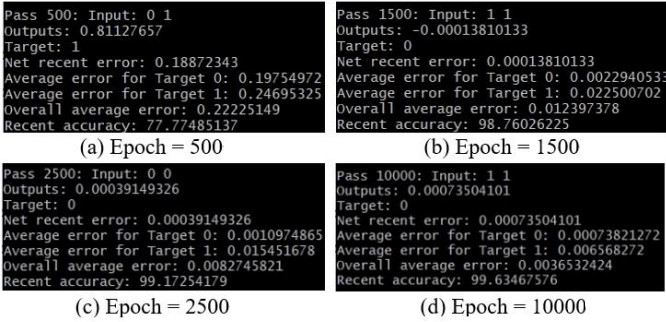 Pass 500: Input: 0 1
Outputs: 0.81127657
Target: 1
Net recent error: 0.18872343
Average error for Target 0: 0.19754972
Average error for Target 1: 0.24695325
Overall average error: 0.22225149
Recent accuracy: 77.77485137
(a) Epoch = 500
Pass 1500: Input: 1 1
Outputs: -0.00013810133
Target: 0
Net recent error: 0.00013810133
Average error for Target 0: 0.0022940533
Average error for Target 1: 0.022500702
Overall average error: 0.012397378
Recent accuracy: 98.76026225
(b) Epoch = 1500
Pass 2500: Input: 0 0
Outputs: 0.00039149326
Target: 0
Net recent error: 0.00039149326
Average error for Target 0: 0.0010974865
Average error for Target 1: 0.015451678
Overall average error: 0.0082745821
Recent accuracy: 99.17254179
(c) Epoch = 2500
Pass 10000: Input: 1 1
Outputs: 0.00073504101
Target: 0
Net recent error: 0.00073504101
Average error for Target 0: 0.00073821272
Average error for Target 1: 0.006568272
Overall average error: 0.0036532424
Recent accuracy: 99.63467576
(d) Epoch = 10000